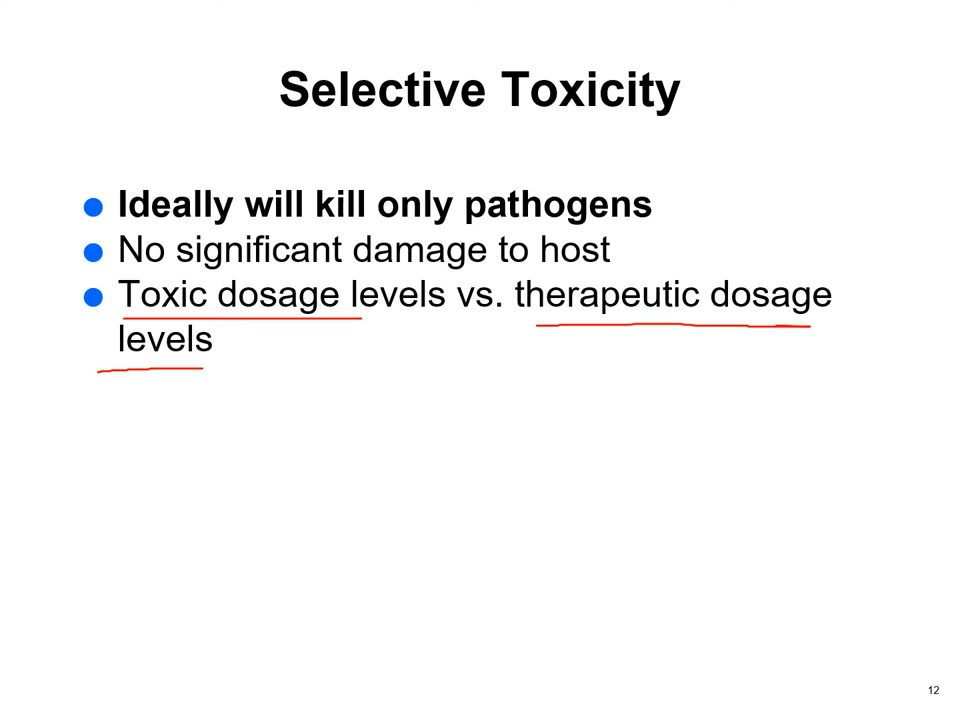 Selective Toxicity
● Ideally will kill only pathogens
● No significant damage to host
● Toxic dosage levels vs. therapeutic dosage
levels
12